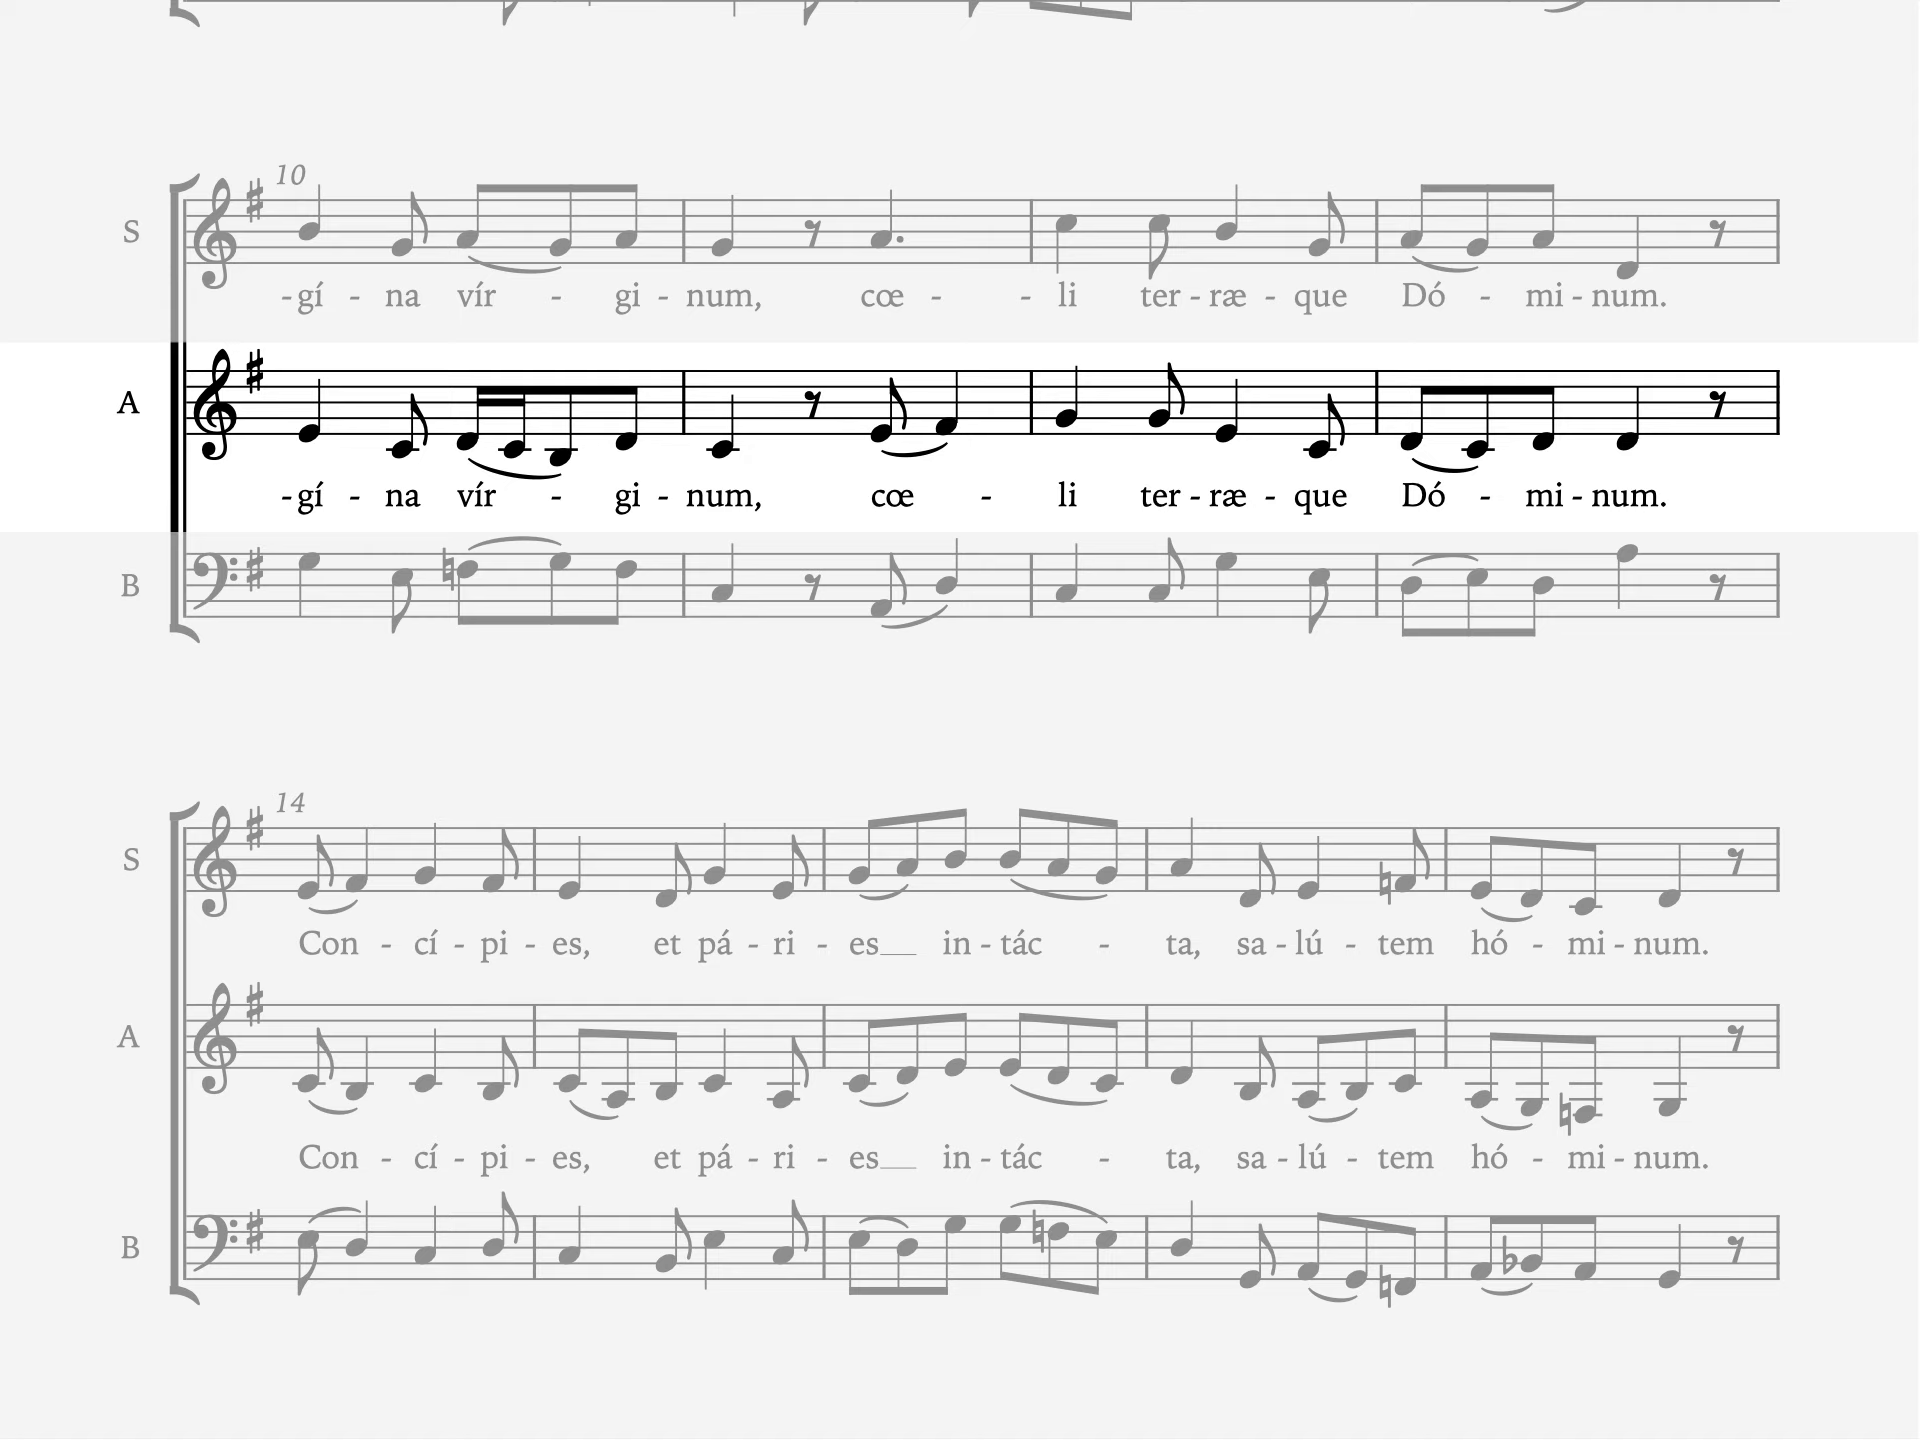 10
S
-gí - na vír - gi - num, cœ - - li ter - ræ - que Dó - mi - num.
A
-gí - na vír - gi - num, cœ - li ter - ræ - que Dó - mi - num.
B
14
S
Con - cí - pi - es, et pá - ri - es__ in - tác - ta, sa - lú - tem hó - mi - num.
A
Con - cí - pi - es, et pá - ri - es__ in - tác - ta, sa - lú - tem hó - mi - num.
B